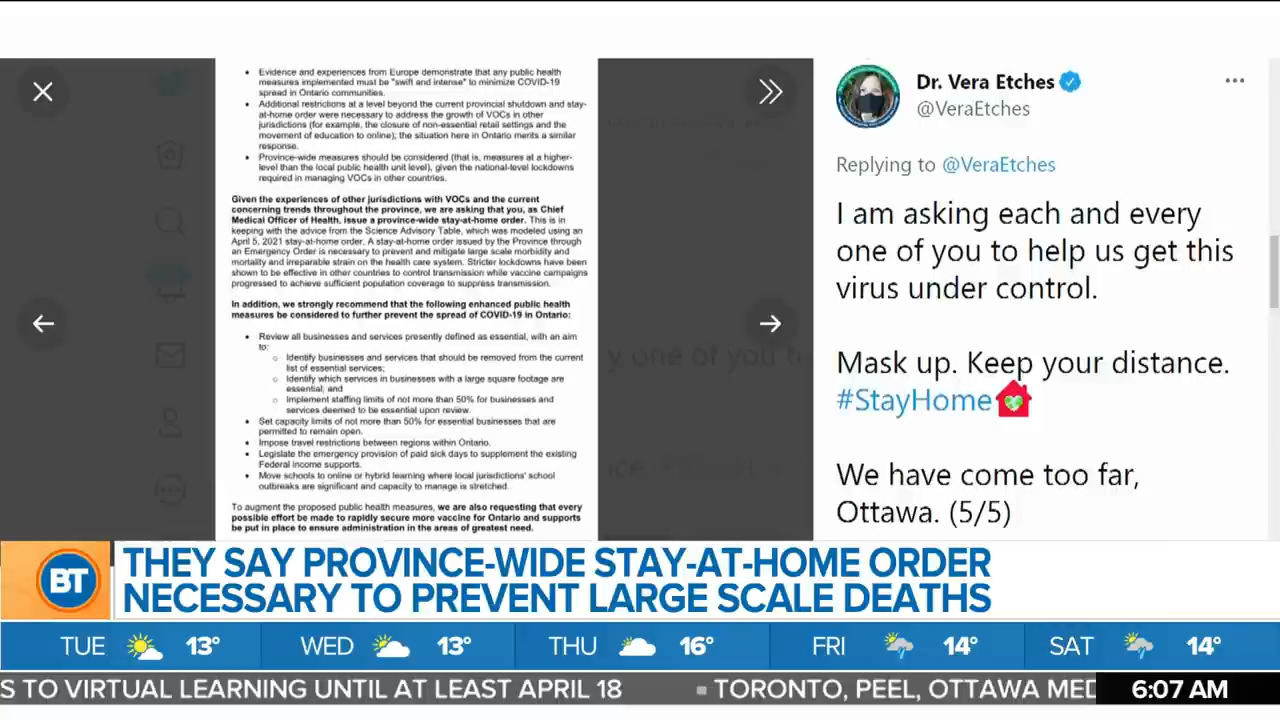 • Evidence and experiences from Europe demonstrate that any public health
measures implemented must be "swift and intense" to minimize COVID-19
spread in Ontario communities.
• Additional restrictions at a level beyond the current provincial shutdown and stay-
at-home order were necessary to address the growth of VOCs in other
jurisdictions (for example, the closure of non-essential retail settings and the
movement of education to online); the situation here in Ontario merits a similar
response.
• Province-wide measures should be considered (that is, measures at a higher-
level than the local public health unit level), given the national-level lockdowns
required in managing VOCs in other countries.
Given the experiences of other jurisdictions with VOCs and the current
concerning trends throughout the province, we are asking that you, as Chief
Medical Officer of Health, issue a province-wide stay-at-home order. This is in
keeping with the advice from the Science Advisory Table, which was modeled using an
April 5, 2021 stay-at-home order. A stay-at-home order issued by the Province through
an Emergency Order is necessary to prevent and mitigate large scale morbidity and
mortality and irreparable strain on the health care system. Stricter lockdowns have been
shown to be effective in other countries to control transmission while vaccine campaigns
progressed to achieve sufficient population coverage to suppress transmission.
In addition, we strongly recommend that the following enhanced public health
measures be considered to further prevent the spread of COVID-19 in Ontario:
• Review all businesses and services presently defined as essential, with an aim
to:
○ Identify businesses and services that should be removed from the current
list of essential services;
○ Identify which services in businesses with a large square footage are
essential; and
○ Implement staffing limits of not more than 50% for businesses and
services deemed to be essential upon review.
• Set capacity limits of not more than 50% for essential businesses that are
permitted to remain open.
• Impose travel restrictions between regions within Ontario.
• Legislate the emergency provision of paid sick days to supplement the existing
Federal income supports.
• Move schools to online or hybrid learning where local jurisdictions' school
outbreaks are significant and capacity to manage is stretched.
To augment the proposed public health measures, we are also requesting that every
possible effort be made to rapidly secure more vaccine for Ontario and supports
be put in place to ensure administration in the areas of greatest need.
Dr. Vera Etches
@VeraEtches
Replying to @VeraEtches
I am asking each and every
one of you to help us get this
virus under control.
Mask up. Keep your distance.
#StayHome
We have come too far,
Ottawa. (5/5)
y one of you to
BT
THEY SAY PROVINCE-WIDE STAY-AT-HOME ORDER
NECESSARY TO PREVENT LARGE SCALE DEATHS
TUE 13° WED 13° THU 16° FRI 14° SAT 14°
S TO VIRTUAL LEARNING UNTIL AT LEAST APRIL 18 ▪ TORONTO, PEEL, OTTAWA MED 6:07 AM